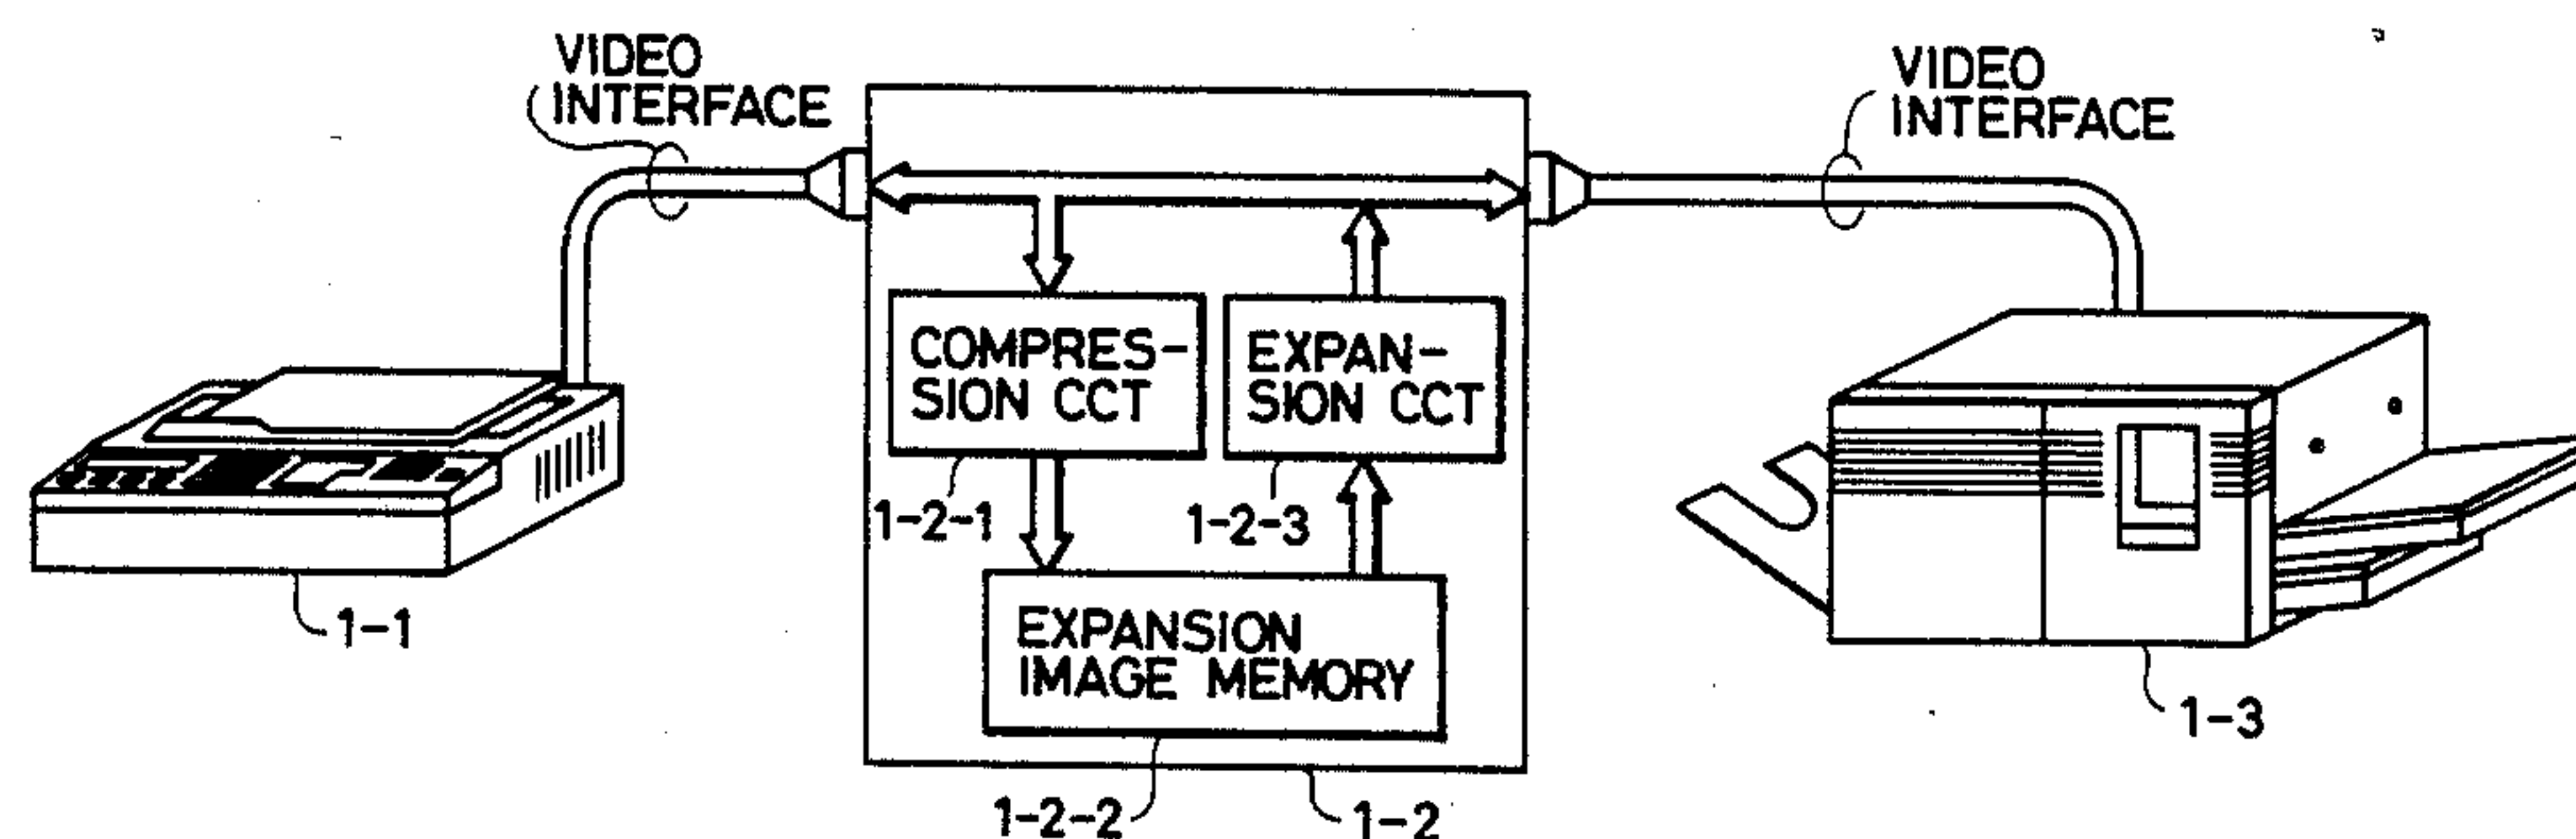 VIDEO
INTERFACE
VIDEO
INTERFACE
COMPRES-
SION CCT
EXPAN-
SION CCT
1-2-1
1-2-3
EXPANSION
IMAGE MEMORY
1-1
1-3
1-2-2
1-2